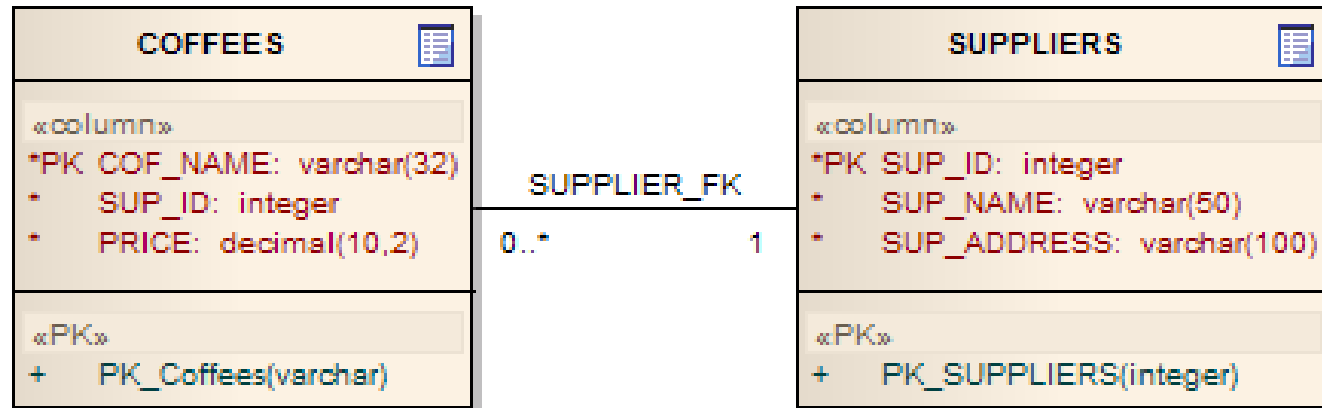 COFFEES
«column»
*PK COF_NAME: varchar(32)
* SUP_ID: integer
* PRICE: decimal(10,2)
«PK»
+ PK_Coffees(varchar)
SUPPLIER_FK
0..* 1
SUPPLIERS
«column»
*PK SUP_ID: integer
* SUP_NAME: varchar(50)
* SUP_ADDRESS: varchar(100)
«PK»
+ PK_SUPPLIERS(integer)